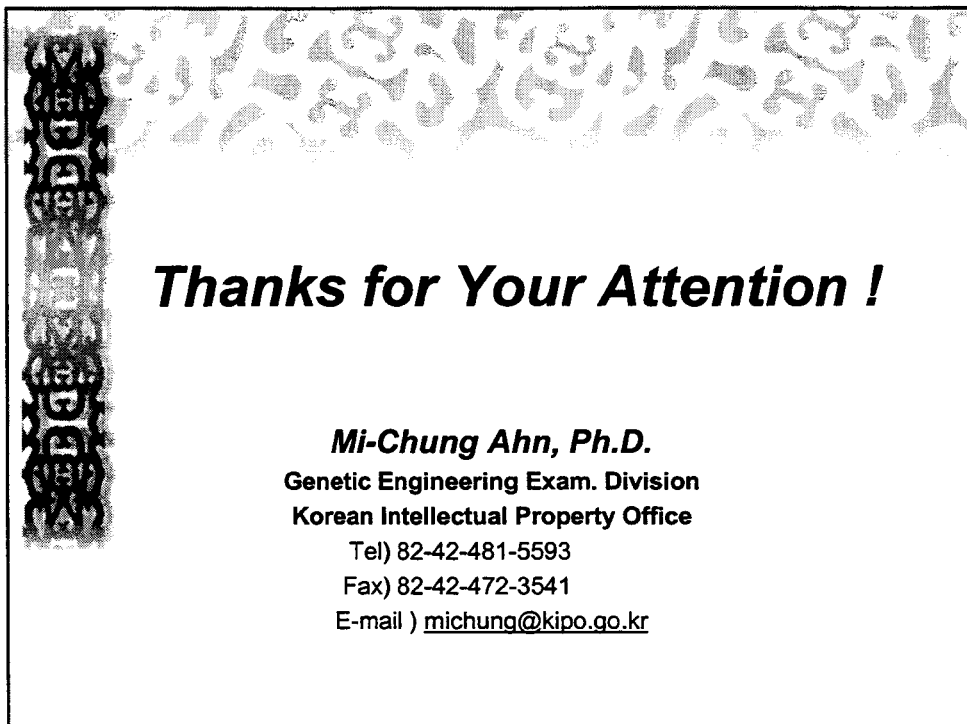 Thanks for Your Attention !
Mi-Chung Ahn, Ph.D.
Genetic Engineering Exam. Division
Korean Intellectual Property Office
Tel) 82-42-481-5593
Fax) 82-42-472-3541
E-mail ) michung@kipo.go.kr